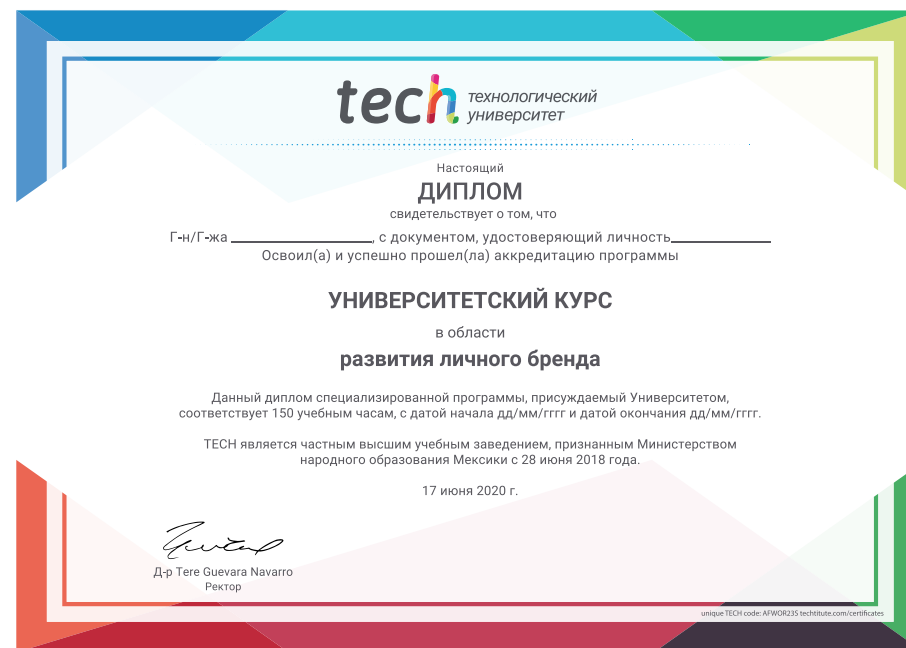 tech технологический
университет
Настоящий
ДИПЛОМ
свидетельствует о том, что
Г-н/Г-жа ____________________, с документом, удостоверяющий личность______________
Освоил(а) и успешно прошел(ла) аккредитацию программы
УНИВЕРСИТЕТСКИЙ КУРС
в области
развития личного бренда
Данный диплом специализированной программы, присуждаемый Университетом,
соответствует 150 учебным часам, с датой начала дд/мм/гггг и датой окончания дд/мм/гггг.
TECH является частным высшим учебным заведением, признанным Министерством
народного образования Мексики с 28 июня 2018 года.
17 июня 2020 г.
Д-р Tere Guevara Navarro
Ректор
unique TECH code: AFWOR23S techtitute.com/certificates